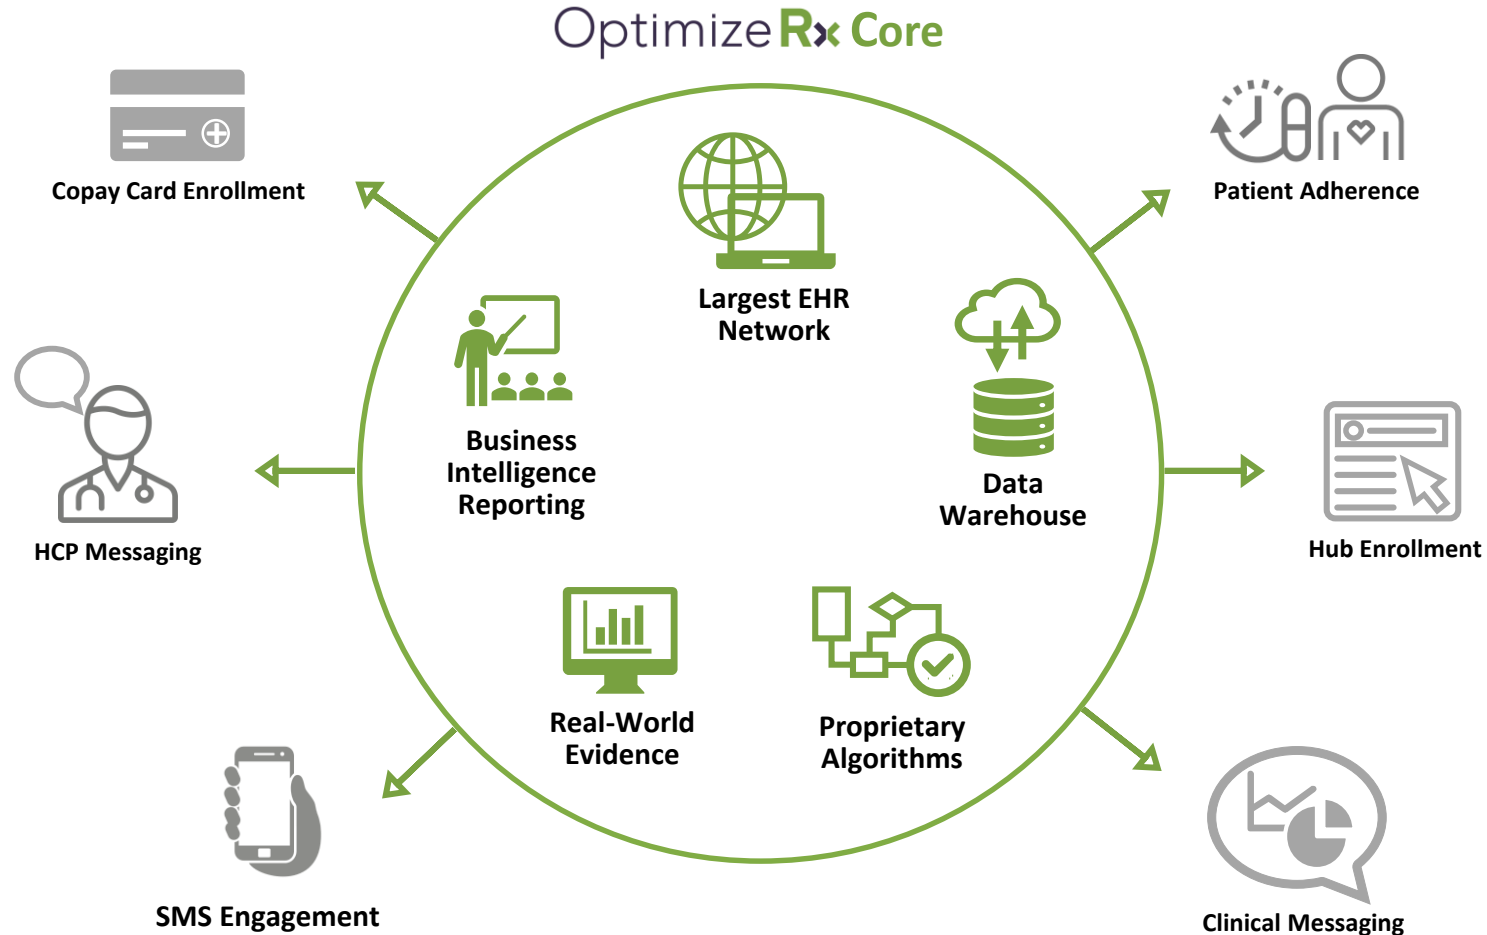 OptimizeRx Core
Copay Card Enrollment
Patient Adherence
Largest EHR
Network
Business
Intelligence
Reporting
Data
Warehouse
HCP Messaging
Hub Enrollment
Real-World
Evidence
Proprietary
Algorithms
SMS Engagement
Clinical Messaging